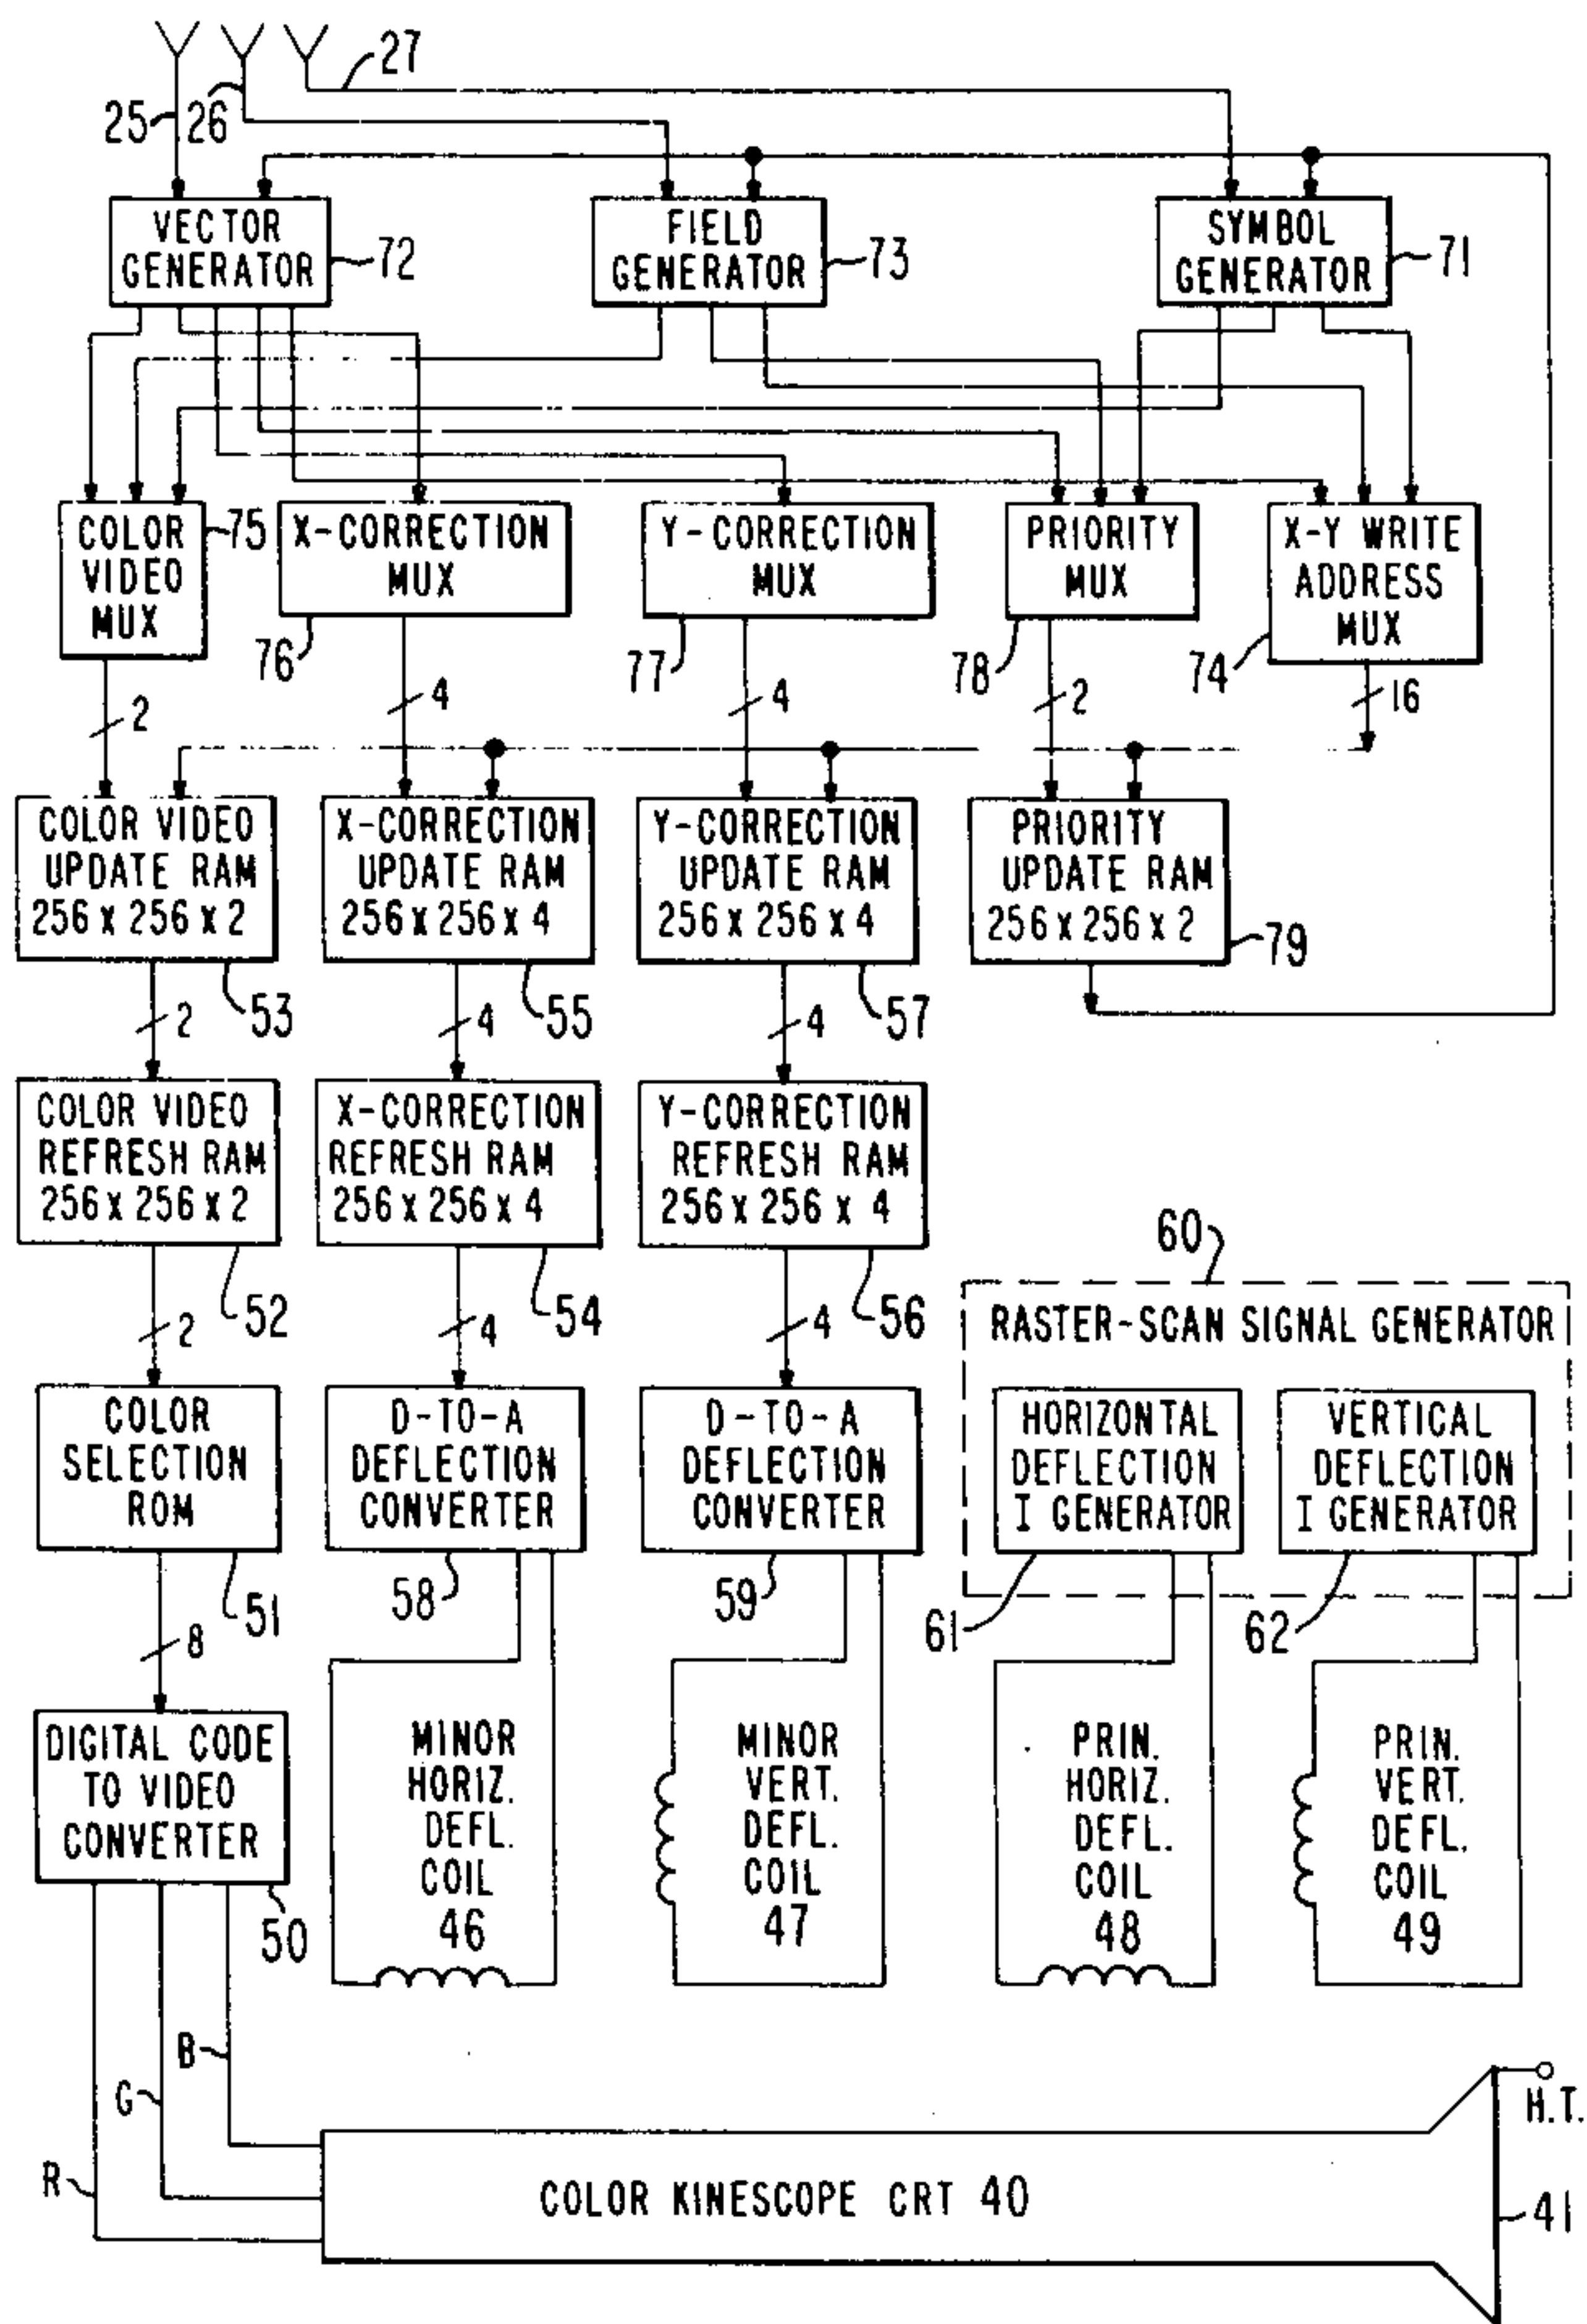 27
25
26
VECTOR
GENERATOR
72
FIELD
GENERATOR
73
SYMBOL
GENERATOR
71
COLOR
VIDEO
MUX
75
X-CORRECTION
MUX
76
Y-CORRECTION
MUX
77
PRIORITY
MUX
78
X-Y WRITE
ADDRESS
MUX
74
2
4
4
2
16
COLOR VIDEO
UPDATE RAM
256 x 256 x 2
53
X-CORRECTION
UPDATE RAM
256 x 256 x 4
55
Y-CORRECTION
UPDATE RAM
256 x 256 x 4
57
PRIORITY
UPDATE RAM
256 x 256 x 2
79
2
4
4
COLOR VIDEO
REFRESH RAM
256 x 256 x 2
52
X-CORRECTION
REFRESH RAM
256 x 256 x 4
54
Y-CORRECTION
REFRESH RAM
256 x 256 x 4
56
60
RASTER-SCAN SIGNAL GENERATOR
2
4
4
COLOR
SELECTION
ROM
51
D-TO-A
DEFLECTION
CONVERTER
58
D-TO-A
DEFLECTION
CONVERTER
59
HORIZONTAL
DEFLECTION
I GENERATOR
61
VERTICAL
DEFLECTION
I GENERATOR
62
8
DIGITAL CODE
TO VIDEO
CONVERTER
50
MINOR
HORIZ.
DEFL.
COIL
46
MINOR
VERT.
DEFL.
COIL
47
PRIN.
HORIZ.
DEFL.
COIL
48
PRIN.
VERT.
DEFL.
COIL
49
B
G
R
H.T.
COLOR KINESCOPE CRT 40
41